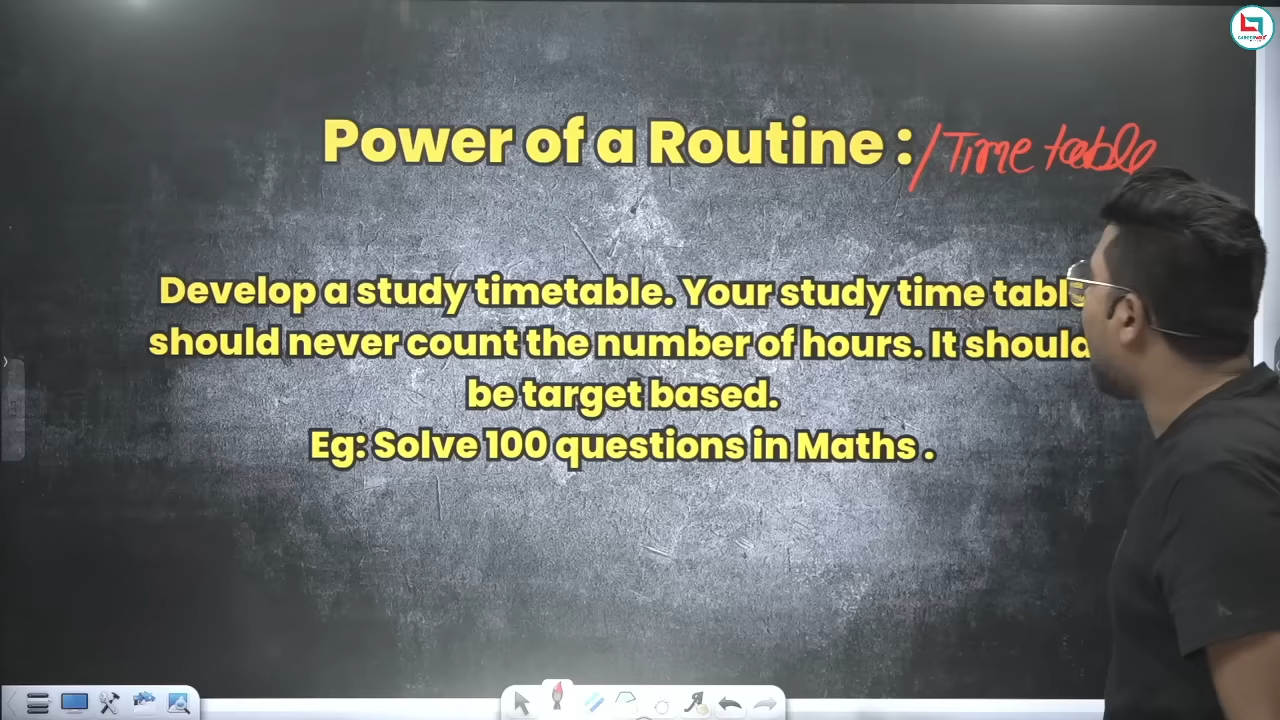 Power of a Routine : / Time table
Develop a study timetable. Your study time tabl
should never count the number of hours. It should
be target based.
Eg: Solve 100 questions in Maths .